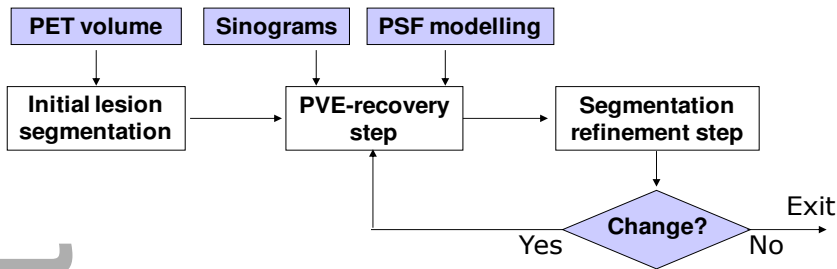 PET volume
Sinograms
PSF modelling
Initial lesion
segmentation
PVE-recovery
step
Segmentation
refinement step
Change?
Yes
No
Exit